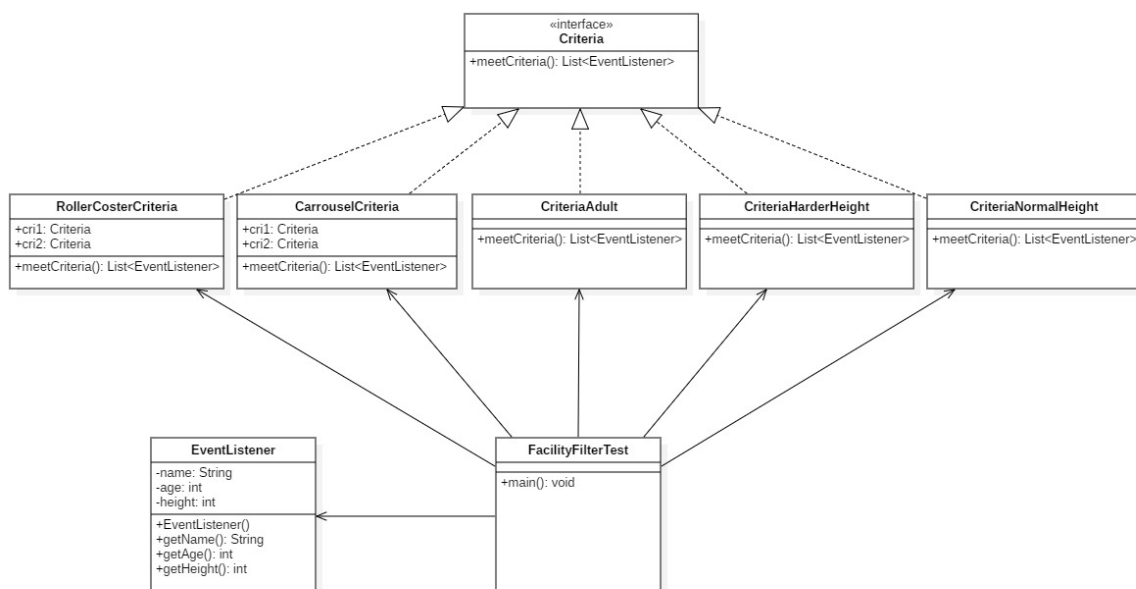 «interface»
Criteria
+meetCriteria(): List<EventListener>
RollerCosterCriteria
+cri1: Criteria
+cri2: Criteria
+meetCriteria(): List<EventListener>
CarrouselCriteria
+cri1: Criteria
+cri2: Criteria
+meetCriteria(): List<EventListener>
CriteriaAdult
+meetCriteria(): List<EventListener>
CriteriaHarderHeight
+meetCriteria(): List<EventListener>
CriteriaNormalHeight
+meetCriteria(): List<EventListener>
EventListener
-name: String
-age: int
-height: int
+EventListener()
+getName(): String
+getAge(): int
+getHeight(): int
FacilityFilterTest
+main(): void